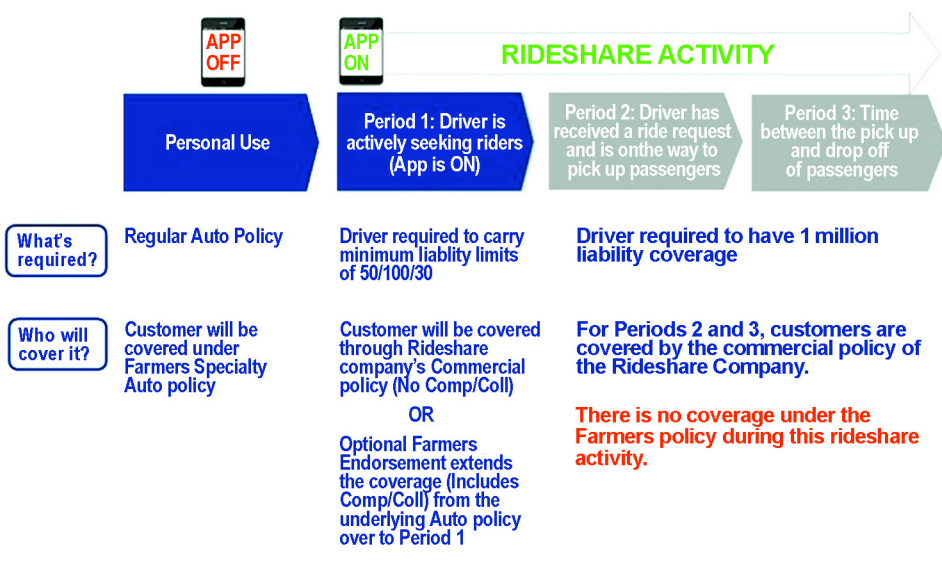 APP
OFF
APP
ON
RIDESHARE ACTIVITY
Personal Use
Period 1: Driver is
actively seeking riders
(App is ON)
Period 2: Driver has
received a ride request
and is onthe way to
pick up passengers
Period 3: Time
between the pick up
and drop off
of passengers
What's
required?
Regular Auto Policy
Driver required to carry
minimum liablity limits
of 50/100/30
Driver required to have 1 million
liability coverage
Who will
cover it?
Customer will be
covered under
Farmers Specialty
Auto policy
Customer will be covered
through Rideshare
company's Commercial
policy (No Comp/Coll)
OR
Optional Farmers
Endorsement extends
the coverage (Includes
Comp/Coll) from the
underlying Auto policy
over to Period 1
For Periods 2 and 3, customers are
covered by the commercial policy of
the Rideshare Company.
There is no coverage under the
Farmers policy during this rideshare
activity.